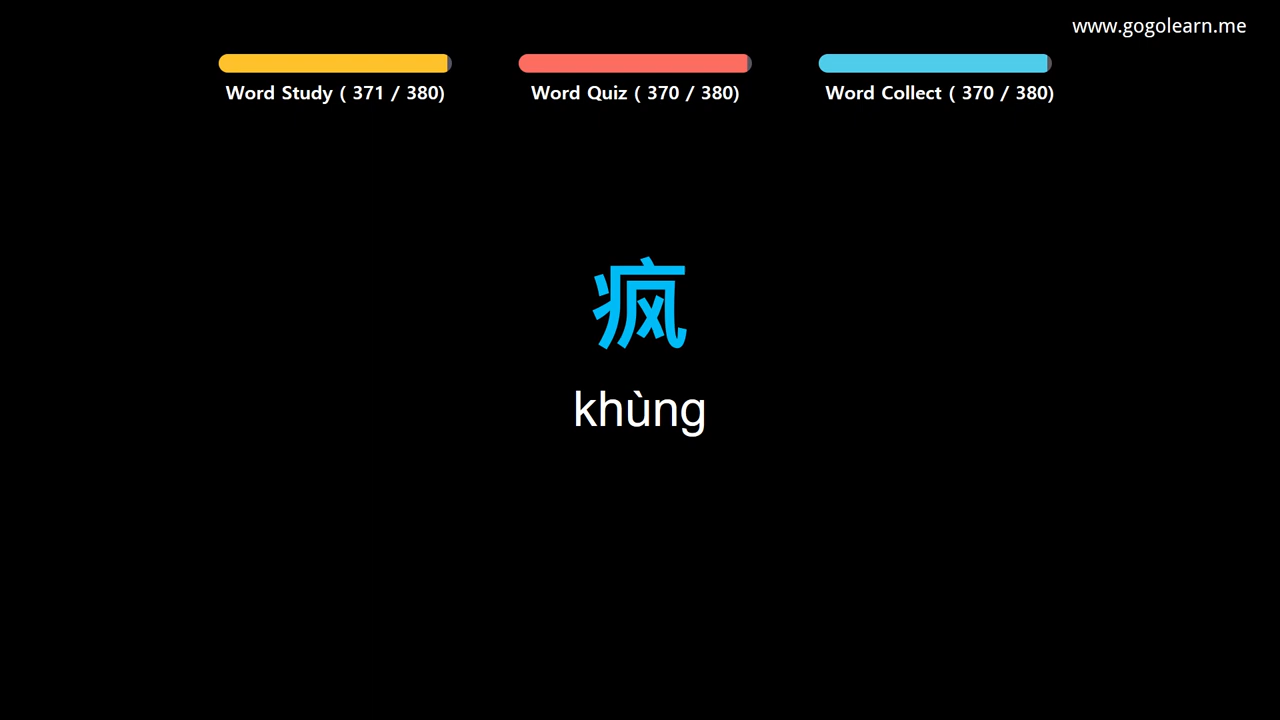 www.gogolearn.me
Word Study ( 371 / 380)
Word Quiz ( 370 / 380)
Word Collect ( 370 / 380)
疯
khùng